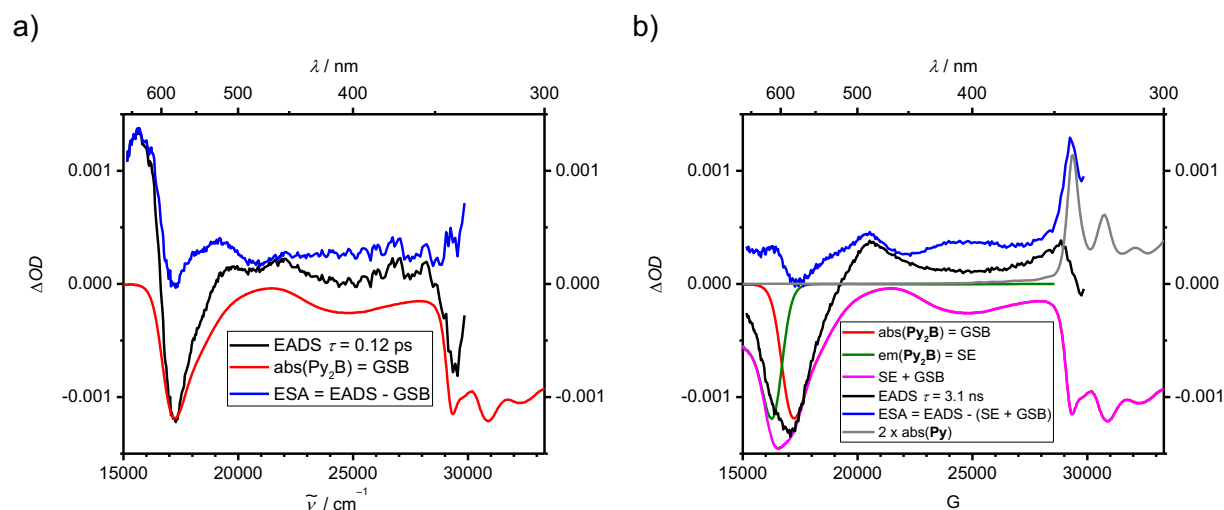 a)
λ / nm
600
500
400
300
0.001
0.000
-0.001
ΔOD
0.001
0.000
-0.001
EADS τ = 0.12 ps
abs(Py₂B) = GSB
ESA = EADS - GSB
15000
20000
25000
30000
ν̃ / cm⁻¹
b)
λ / nm
600
500
400
300
0.001
0.000
-0.001
ΔOD
0.001
0.000
-0.001
abs(Py₂B) = GSB
em(Py₂B) = SE
SE + GSB
EADS τ = 3.1 ns
ESA = EADS - (SE + GSB)
2 x abs(Py)
15000
20000
25000
30000
G